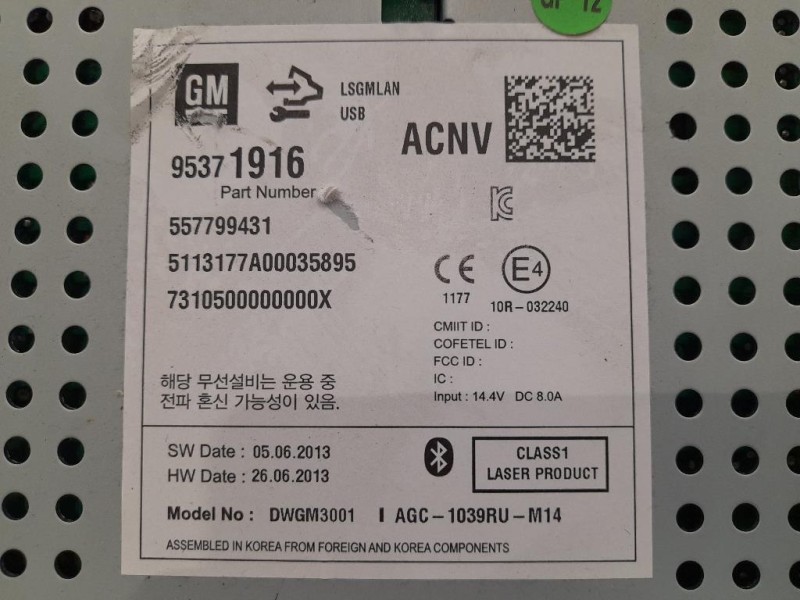 GM
LSGMLAN
USB
ACNV
95371916
Part Number
557799431
5113177A00035895
7310500000000X
CE
1177
E4
10R-032240
CMIIT ID :
COFETEL ID :
FCC ID :
IC :
Input : 14.4V DC 8.0A
해당 무선설비는 운용 중
전파 혼신 가능성이 있음.
SW Date : 05.06.2013
HW Date : 26.06.2013
CLASS1
LASER PRODUCT
Model No : DWGM3001 I AGC-1039RU-M14
ASSEMBLED IN KOREA FROM FOREIGN AND KOREA COMPONENTS